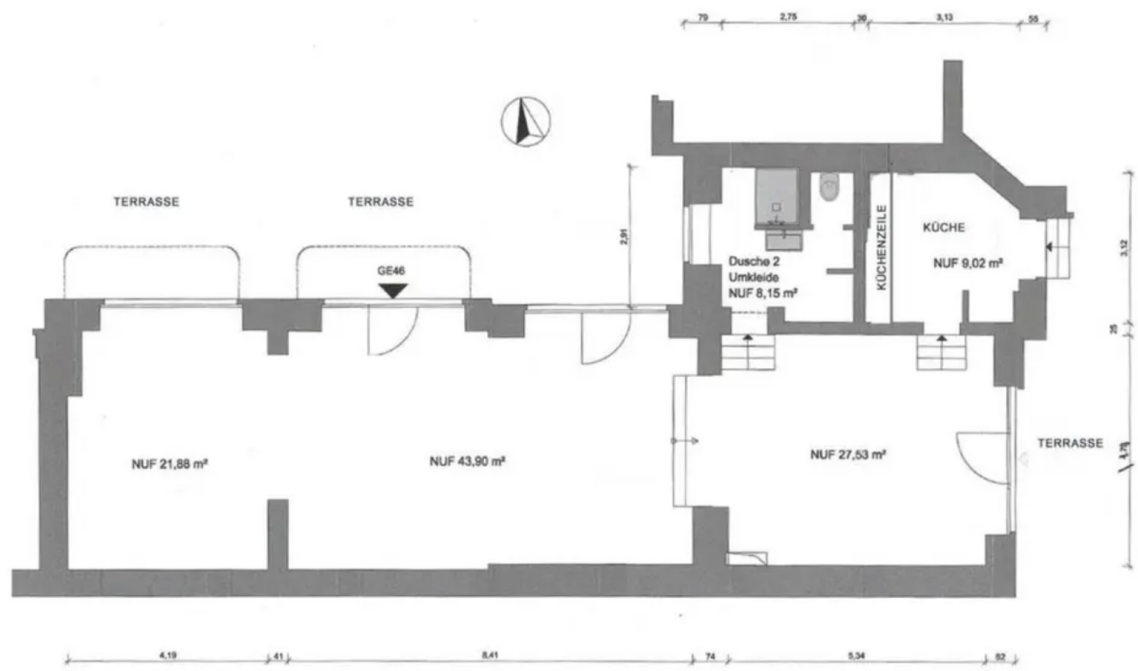 79 2,75 30 3,13 55
TERRASSE TERRASSE
GE46
2,91
Dusche 2
Umkleide
NUF 8,15 m²
KÜCHENZEILE
KÜCHE
NUF 9,02 m²
3,12
25
NUF 21,88 m²
NUF 43,90 m²
NUF 27,53 m²
TERRASSE
4,19 41 8,41 74 5,34 62